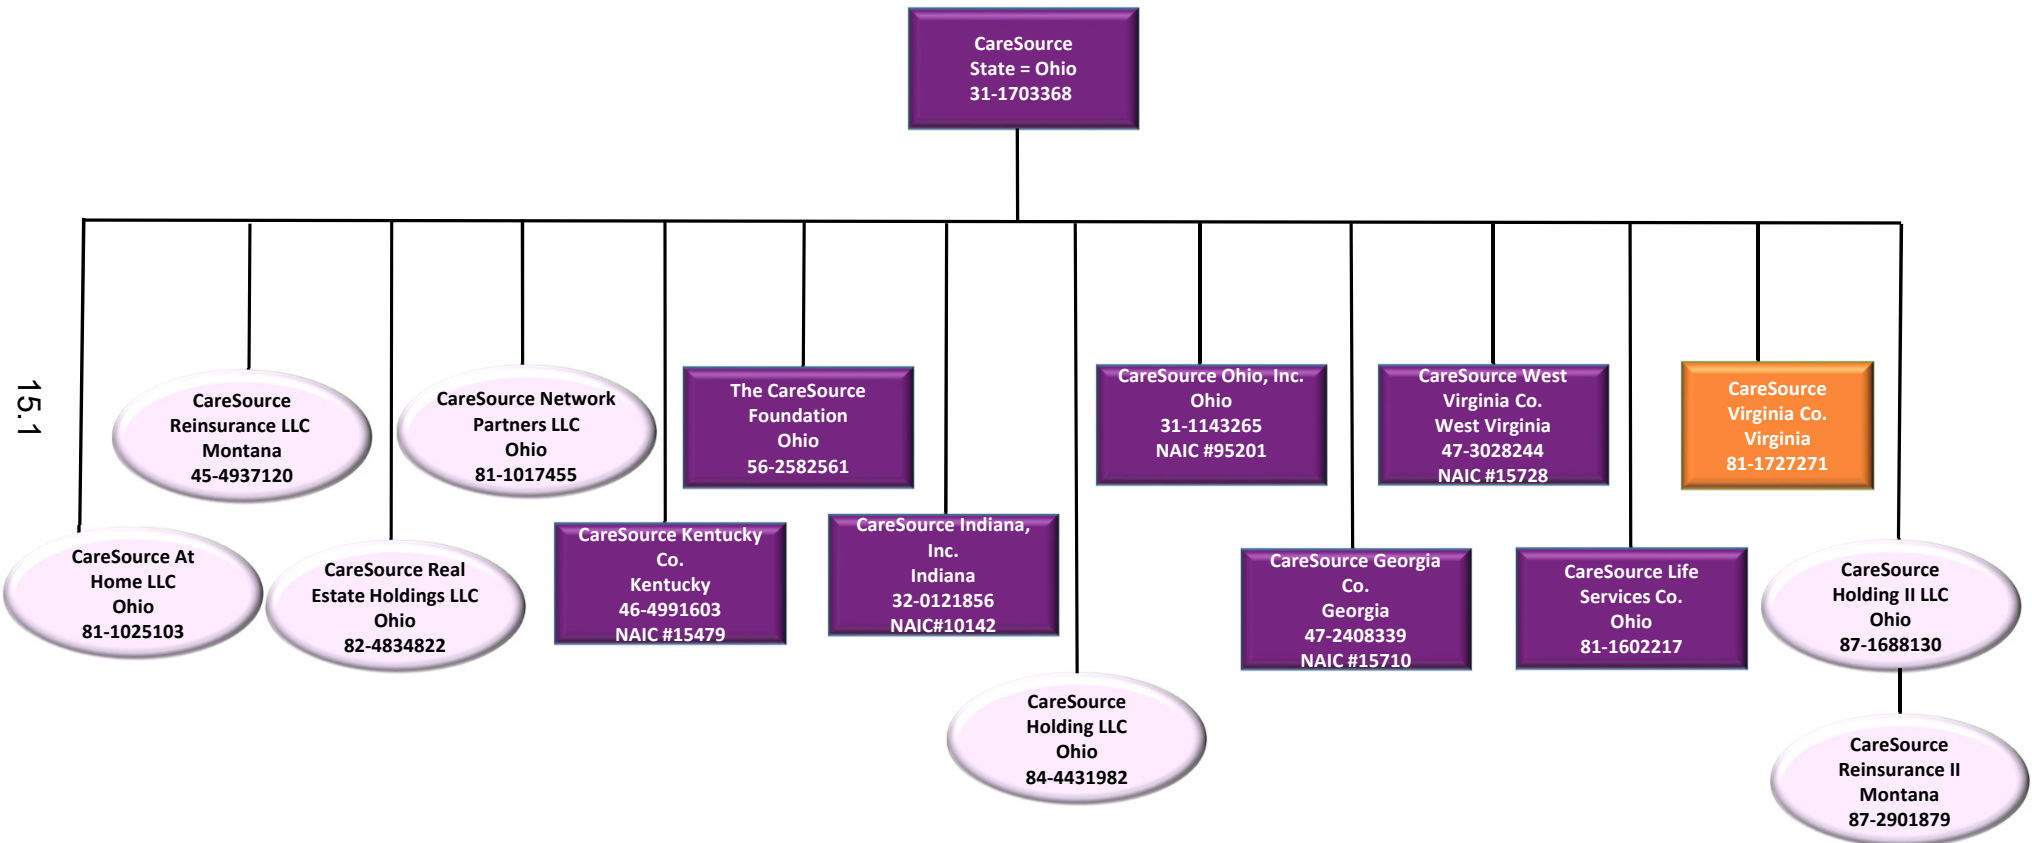 CareSource
State = Ohio
31-1703368
15.1
CareSource
Reinsurance LLC
Montana
45-4937120
CareSource Network
Partners LLC
Ohio
81-1017455
The CareSource
Foundation
Ohio
56-2582561
CareSource Ohio, Inc.
Ohio
31-1143265
NAIC #95201
CareSource West
Virginia Co.
West Virginia
47-3028244
NAIC #15728
CareSource
Virginia Co.
Virginia
81-1727271
CareSource At
Home LLC
Ohio
81-1025103
CareSource Real
Estate Holdings LLC
Ohio
82-4834822
CareSource Kentucky
Co.
Kentucky
46-4991603
NAIC #15479
CareSource Indiana,
Inc.
Indiana
32-0121856
NAIC#10142
CareSource Georgia
Co.
Georgia
47-2408339
NAIC #15710
CareSource Life
Services Co.
Ohio
81-1602217
CareSource
Holding II LLC
Ohio
87-1688130
CareSource
Holding LLC
Ohio
84-4431982
CareSource
Reinsurance II
Montana
87-2901879